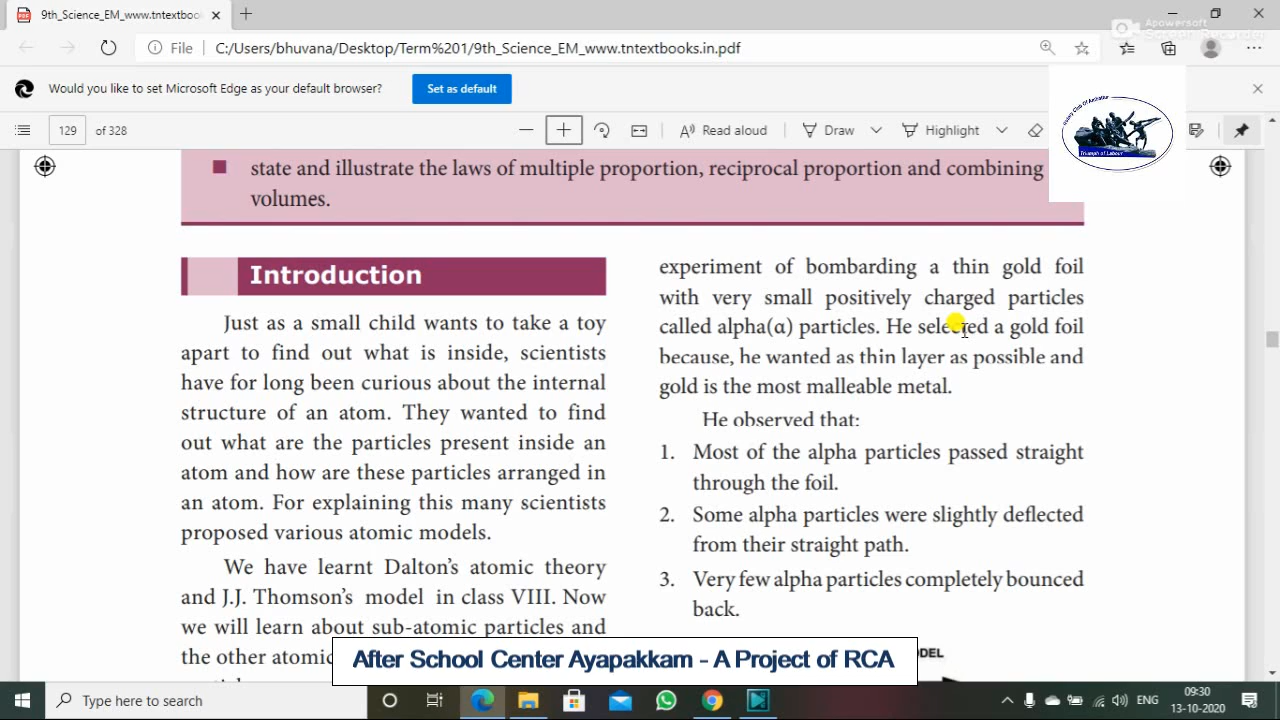 9th_Science_EM_www.tntextbook
Apowersoft
Screen Recorder
File
C:/Users/bhuvana/Desktop/Term%201/9th_Science_EM_www.tntextbooks.in.pdf
Would you like to set Microsoft Edge as your default browser?
Set as default
129
of 328
Read aloud
Draw
Highlight
Triumph of Labour
state and illustrate the laws of multiple proportion, reciprocal proportion and combining
volumes.
Introduction
Just as a small child wants to take a toy
apart to find out what is inside, scientists
have for long been curious about the internal
structure of an atom. They wanted to find
out what are the particles present inside an
atom and how are these particles arranged in
an atom. For explaining this many scientists
proposed various atomic models.
We have learnt Dalton's atomic theory
and J.J. Thomson's model in class VIII. Now
we will learn about sub-atomic particles and
the other atomic
experiment of bombarding a thin gold foil
with very small positively charged particles
called alpha(α) particles. He selected a gold foil
because, he wanted as thin layer as possible and
gold is the most malleable metal.
He observed that:
1. Most of the alpha particles passed straight
through the foil.
2. Some alpha particles were slightly deflected
from their straight path.
3. Very few alpha particles completely bounced
back.
ODEL
After School Center Ayapakkam - A Project of RCA
Type here to search
ENG
09:30
13-10-2020